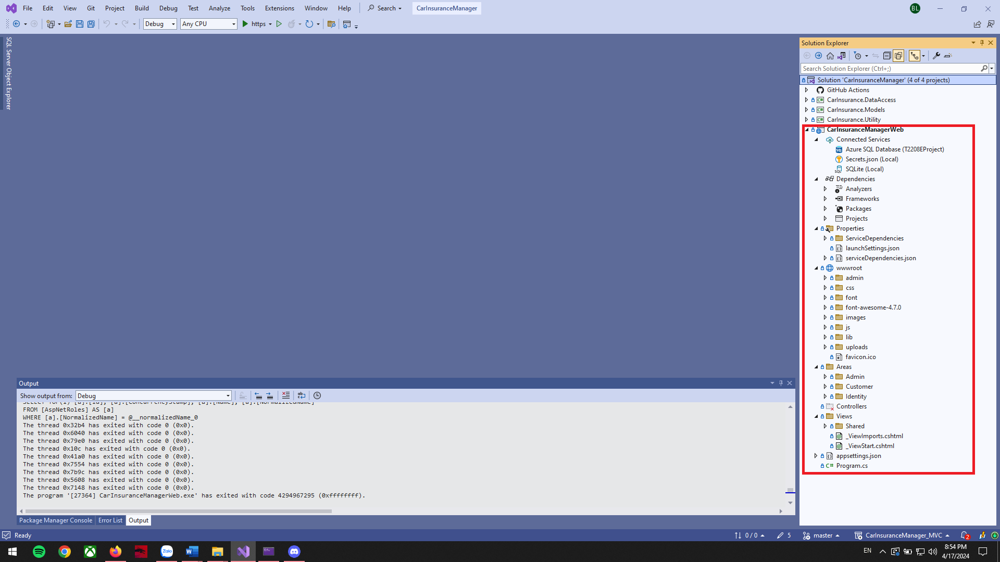 File Edit View Git Project Build Debug Test Analyze Tools Extensions Window Help Search CarInsuranceManager BL
Debug Any CPU https
SQL Server Object Explorer
Solution Explorer
Search Solution Explorer (Ctrl+;)
Solution 'CarInsuranceManager' (4 of 4 projects)
GitHub Actions
C# CarInsurance.DataAccess
C# CarInsurance.Models
C# CarInsurance.Utility
CarInsuranceManagerWeb
Connected Services
Azure SQL Database (T2208EProject)
Secrets.json (Local)
SQLite (Local)
Dependencies
Analyzers
Frameworks
Packages
Projects
Properties
ServiceDependencies
launchSettings.json
serviceDependencies.json
wwwroot
admin
css
font
font-awesome-4.7.0
images
js
lib
uploads
favicon.ico
Areas
Admin
Customer
Identity
Controllers
Views
Shared
_ViewImports.cshtml
_ViewStart.cshtml
appsettings.json
C# Program.cs
Output
Show output from: Debug
SELECT TOP(1) [a].[Id], [a].[ConcurrencyStamp], [a].[Name], [a].[NormalizedName]
FROM [AspNetRoles] AS [a]
WHERE [a].[NormalizedName] = @__normalizedName_0
The thread 0x32b4 has exited with code 0 (0x0).
The thread 0x6040 has exited with code 0 (0x0).
The thread 0x79e0 has exited with code 0 (0x0).
The thread 0x10c has exited with code 0 (0x0).
The thread 0x41a0 has exited with code 0 (0x0).
The thread 0x7554 has exited with code 0 (0x0).
The thread 0x7b9c has exited with code 0 (0x0).
The thread 0x5608 has exited with code 0 (0x0).
The thread 0x7148 has exited with code 0 (0x0).
The program '[27364] CarInsuranceManagerWeb.exe' has exited with code 4294967295 (0xffffffff).
Package Manager Console Error List Output
Ready 0 / 0 5 master CarInsuranceManager_MVC 2
Zalo EN 8:54 PM
4/17/2024